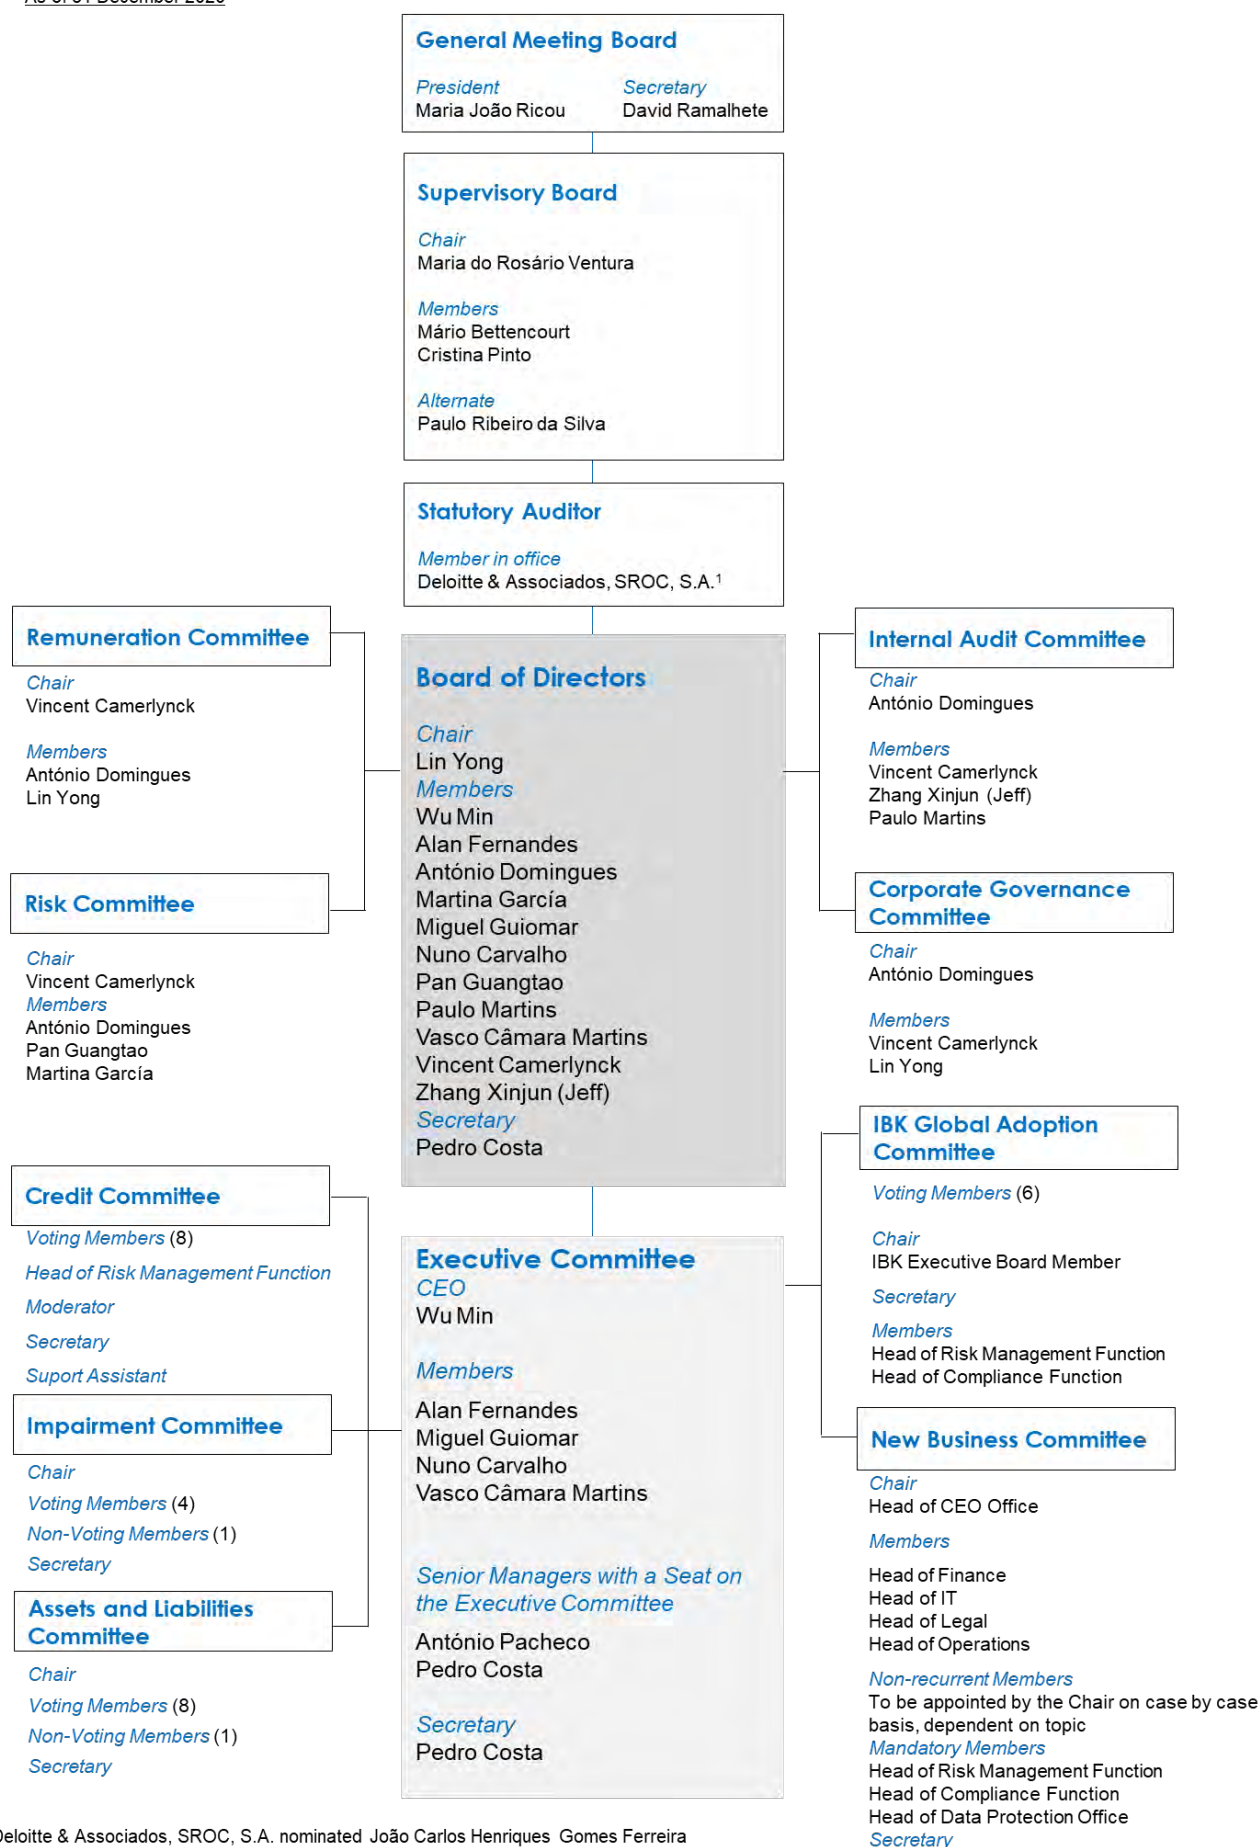 As of 31 December 2020
General Meeting Board
President Secretary
Maria João Ricou David Ramalhete
Supervisory Board
Chair
Maria do Rosário Ventura
Members
Mário Bettencourt
Cristina Pinto
Alternate
Paulo Ribeiro da Silva
Statutory Auditor
Member in office
Deloitte & Associados, SROC, S.A.¹
Remuneration Committee
Chair
Vincent Camerlynck
Members
António Domingues
Lin Yong
Risk Committee
Chair
Vincent Camerlynck
Members
António Domingues
Pan Guangtao
Martina García
Board of Directors
Chair
Lin Yong
Members
Wu Min
Alan Fernandes
António Domingues
Martina García
Miguel Guiomar
Nuno Carvalho
Pan Guangtao
Paulo Martins
Vasco Câmara Martins
Vincent Camerlynck
Zhang Xinjun (Jeff)
Secretary
Pedro Costa
Internal Audit Committee
Chair
António Domingues
Members
Vincent Camerlynck
Zhang Xinjun (Jeff)
Paulo Martins
Corporate Governance
Committee
Chair
António Domingues
Members
Vincent Camerlynck
Lin Yong
Credit Committee
Voting Members (8)
Head of Risk Management Function
Moderator
Secretary
Suport Assistant
Impairment Committee
Chair
Voting Members (4)
Non-Voting Members (1)
Secretary
Assets and Liabilities
Committee
Chair
Voting Members (8)
Non-Voting Members (1)
Secretary
Executive Committee
CEO
Wu Min
Members
Alan Fernandes
Miguel Guiomar
Nuno Carvalho
Vasco Câmara Martins
Senior Managers with a Seat on
the Executive Committee
António Pacheco
Pedro Costa
Secretary
Pedro Costa
IBK Global Adoption
Committee
Voting Members (6)
Chair
IBK Executive Board Member
Secretary
Members
Head of Risk Management Function
Head of Compliance Function
New Business Committee
Chair
Head of CEO Office
Members
Head of Finance
Head of IT
Head of Legal
Head of Operations
Non-recurrent Members
To be appointed by the Chair on case by case
basis, dependent on topic
Mandatory Members
Head of Risk Management Function
Head of Compliance Function
Head of Data Protection Office
Secretary
Deloitte & Associados, SROC, S.A. nominated João Carlos Henriques Gomes Ferreira